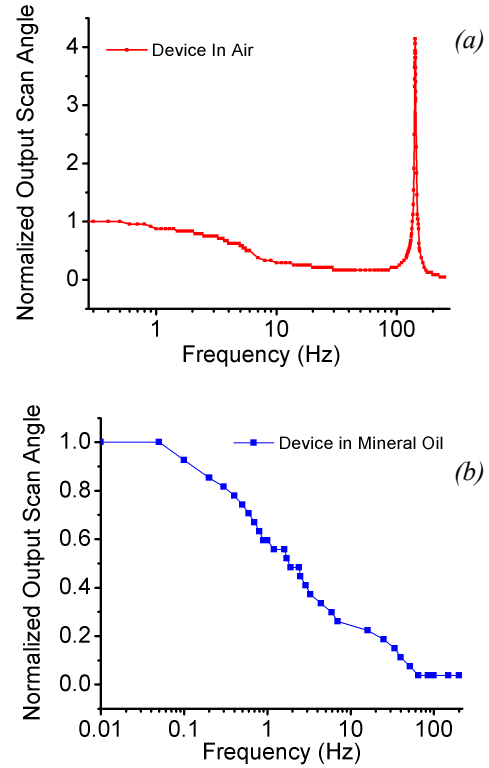 (a)
Device In Air
Normalized Output Scan Angle
4
3
2
1
0
1 10 100
Frequency (Hz)
(b)
Device in Mineral Oil
Normalized Output Scan Angle
1.0
0.8
0.6
0.4
0.2
0.0
0.01 0.1 1 10 100
Frequency (Hz)